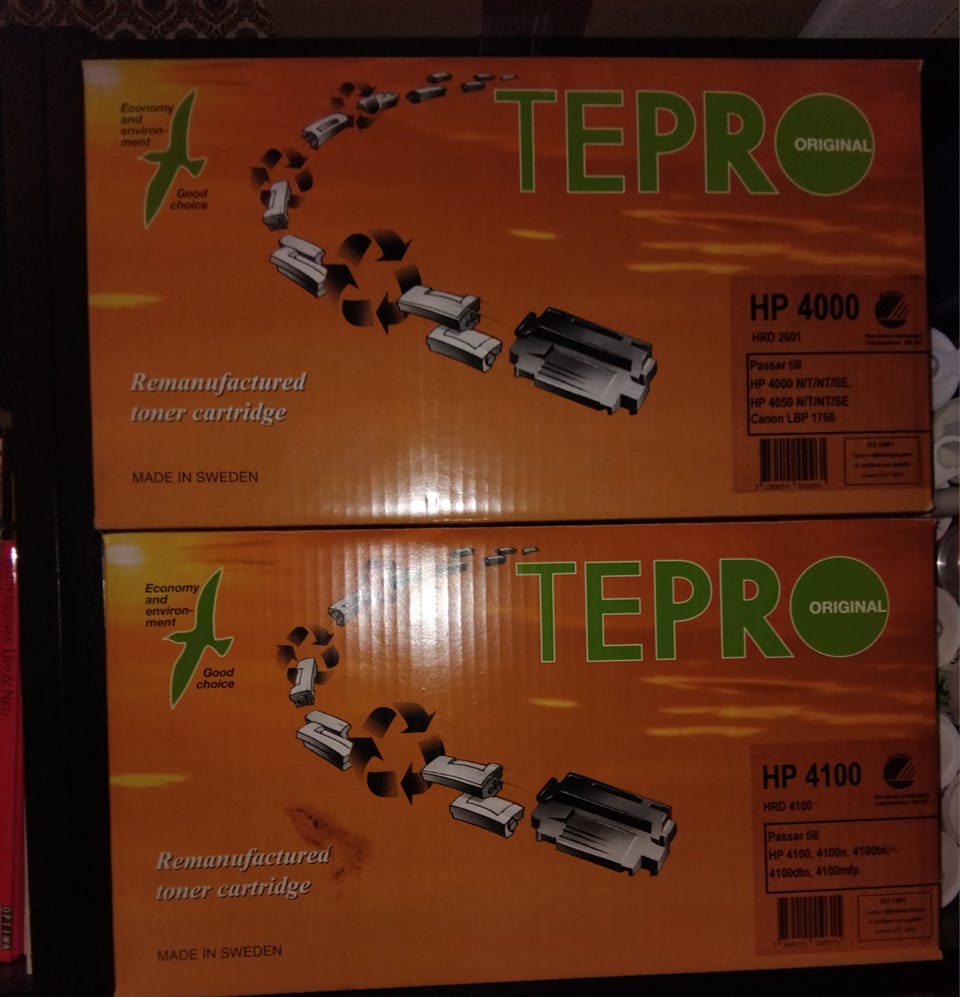 Economy
and
environ-
ment
Good
choice
TEPRO
ORIGINAL
HP 4000
HRD 2601
Passar till
HP 4000 N/T/NT/SE,
HP 4050 N/T/NT/SE
Canon LBP 1760
Remanufactured
toner cartridge
MADE IN SWEDEN
Economy
and
environ-
ment
Good
choice
TEPRO
ORIGINAL
HP 4100
HRD 4100
Passar till
HP 4100, 4100n, 4100tn,
4100dtn, 4100mfp
Remanufactured
toner cartridge
MADE IN SWEDEN
UPP & NED
OPTIMA